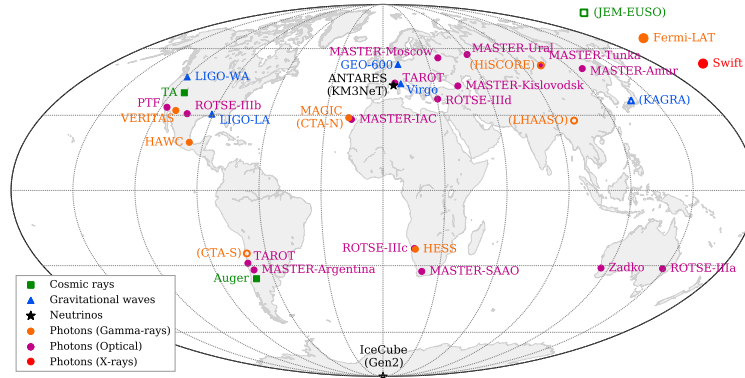 (JEM-EUSO)
Fermi-LAT
Swift
MASTER-Moscow
MASTER-Ural
MASTER-Tunka
GEO-600
(HiSCORE)
MASTER-Amur
LIGO-WA
ANTARES
(KM3NeT)
TAROT
Virgo
MASTER-Kislovodsk
TA
PTF
ROTSE-IIIb
ROTSE-IIId
(KAGRA)
VERITAS
LIGO-LA
MAGIC
(CTA-N)
MASTER-IAC
(LHAASO)
HAWC
(CTA-S)
TAROT
ROTSE-IIIc
HESS
MASTER-Argentina
MASTER-SAAO
Zadko
ROTSE-IIIa
Auger
Cosmic rays
Gravitational waves
Neutrinos
Photons (Gamma-rays)
Photons (Optical)
Photons (X-rays)
IceCube
(Gen2)